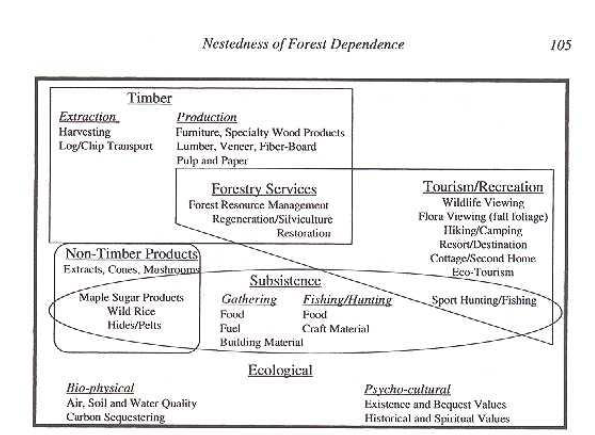 Nestedness of Forest Dependence 105
Timber
Extraction Production
Harvesting Furniture, Specialty Wood Products
Log/Chip Transport Lumber, Veneer, Fiber-Board
Pulp and Paper
Forestry Services Tourism/Recreation
Forest Resource Management Wildlife Viewing
Regeneration/Silviculture Flora Viewing (fall foliage)
Restoration Hiking/Camping
Resort/Destination
Cottage/Second Home
Eco-Tourism
Non-Timber Products
Extracts, Cones, Mushrooms
Subsistence
Maple Sugar Products Gathering Fishing/Hunting Sport Hunting/Fishing
Wild Rice Food Food
Hides/Pelts Fuel Craft Material
Building Material
Ecological
Bio-physical Psycho-cultural
Air, Soil and Water Quality Existence and Bequest Values
Carbon Sequestering Historical and Spiritual Values